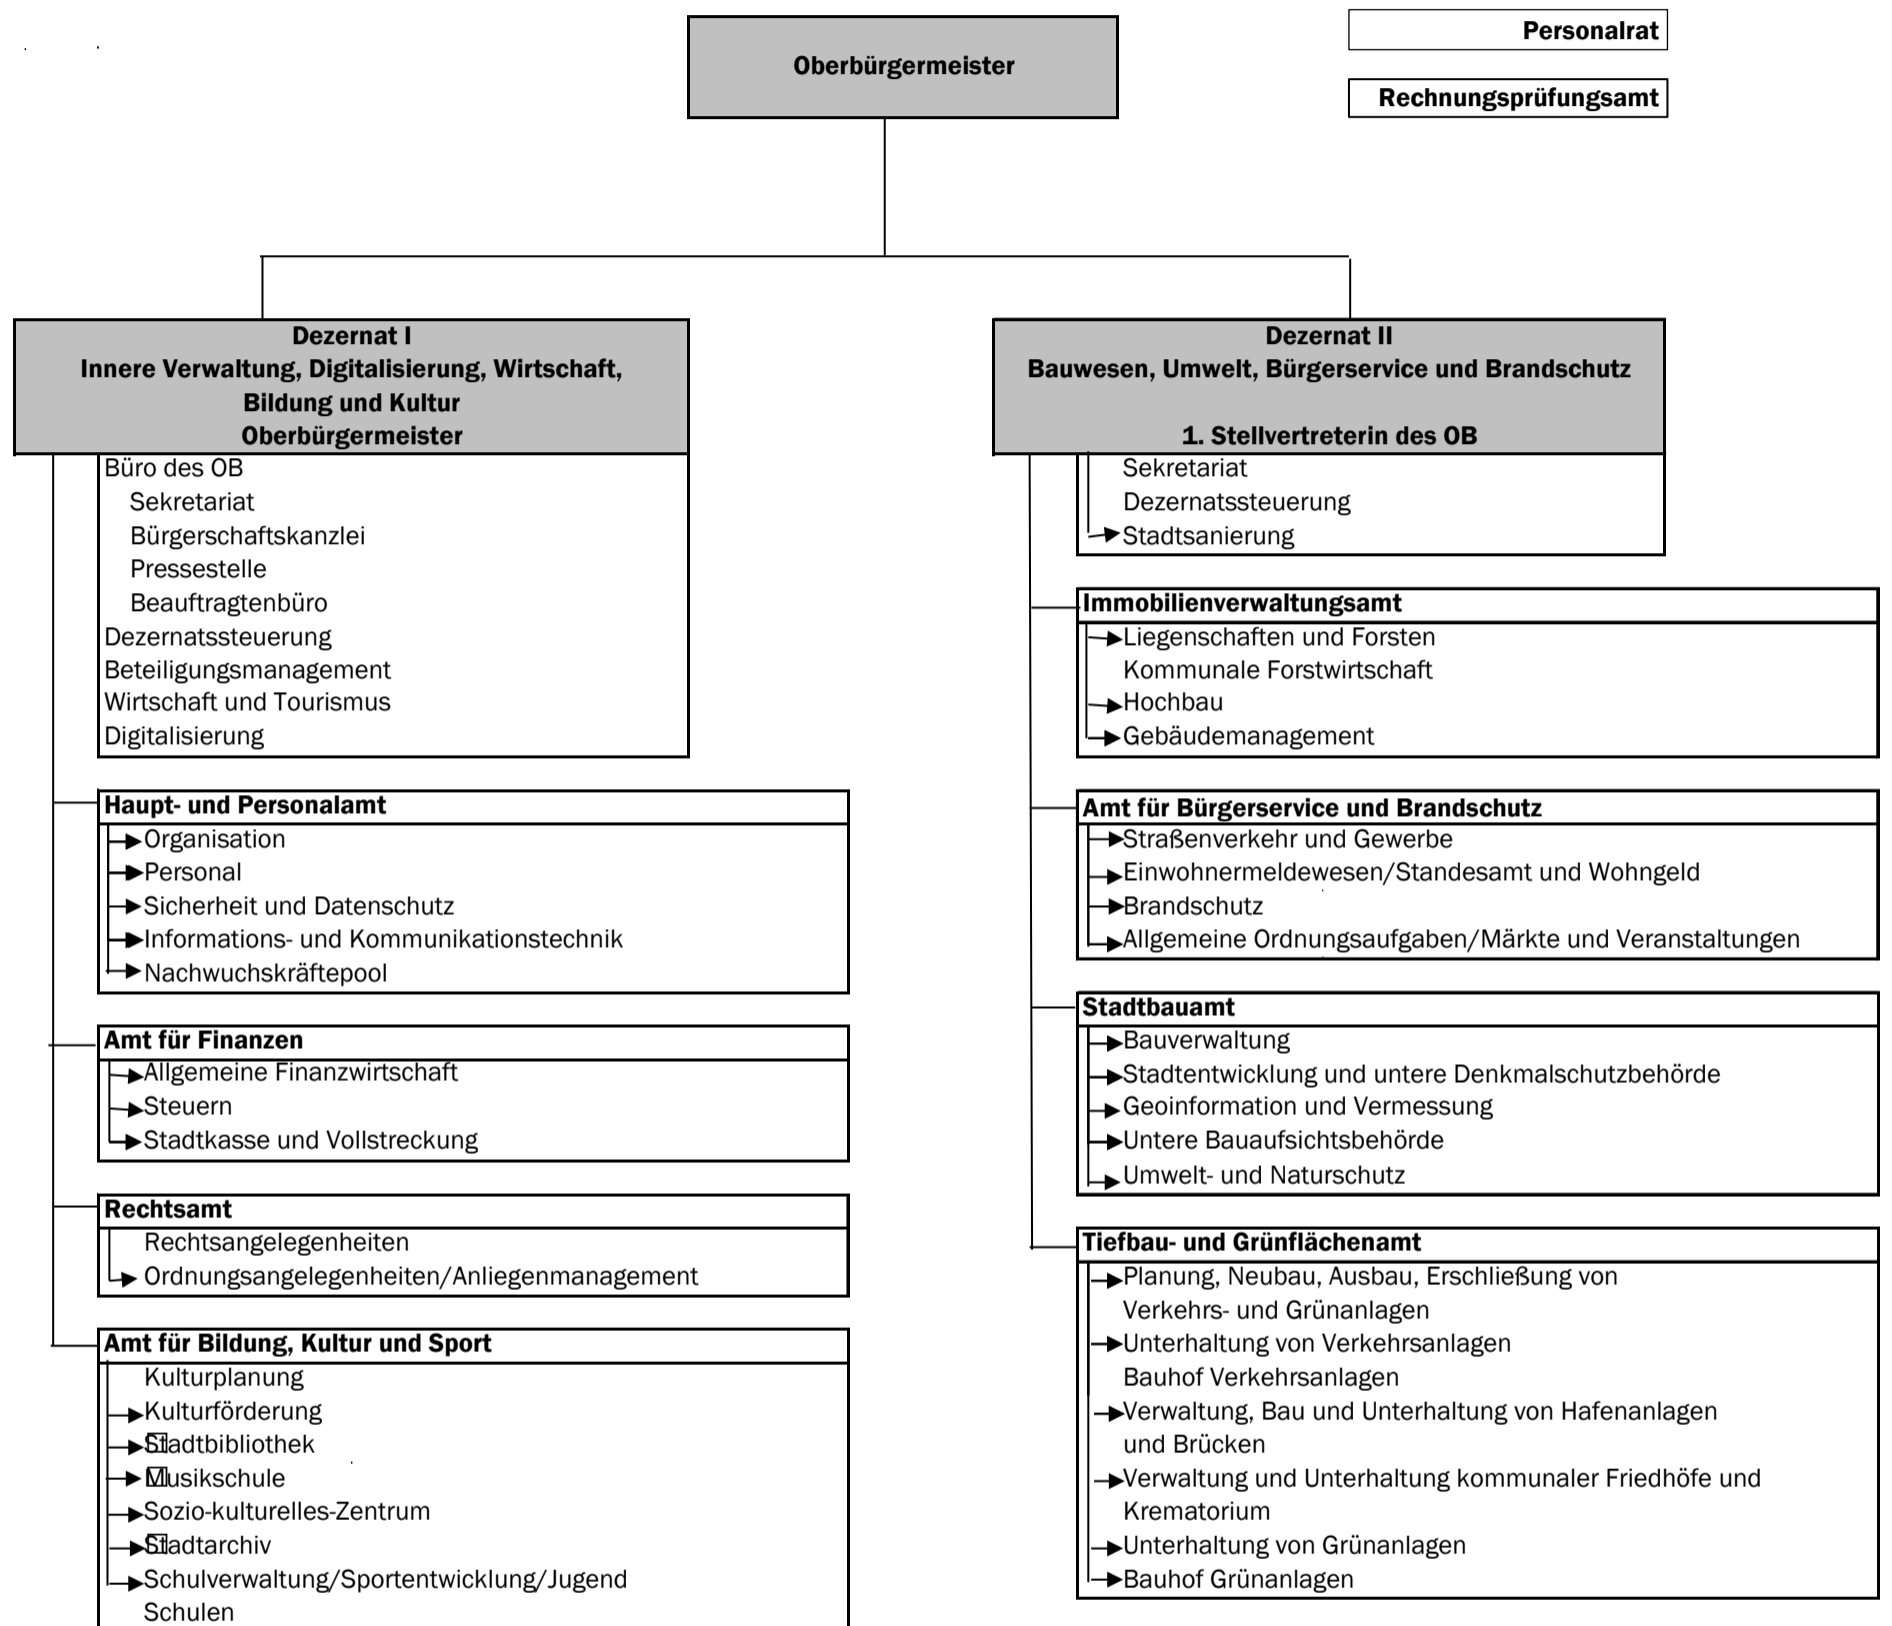 Oberbürgermeister
Personalrat
Rechnungsprüfungsamt
Dezernat I
Innere Verwaltung, Digitalisierung, Wirtschaft,
Bildung und Kultur
Oberbürgermeister
Büro des OB
Sekretariat
Bürgerschaftskanzlei
Pressestelle
Beauftragtenbüro
Dezernatssteuerung
Beteiligungsmanagement
Wirtschaft und Tourismus
Digitalisierung
Haupt- und Personalamt
Organisation
Personal
Sicherheit und Datenschutz
Informations- und Kommunikationstechnik
Nachwuchskräftepool
Amt für Finanzen
Allgemeine Finanzwirtschaft
Steuern
Stadtkasse und Vollstreckung
Rechtsamt
Rechtsangelegenheiten
Ordnungsangelegenheiten/Anliegenmanagement
Amt für Bildung, Kultur und Sport
Kulturplanung
Kulturförderung
Stadtbibliothek
Musikschule
Sozio-kulturelles-Zentrum
Stadtarchiv
Schulverwaltung/Sportentwicklung/Jugend
Schulen
Dezernat II
Bauwesen, Umwelt, Bürgerservice und Brandschutz
1. Stellvertreterin des OB
Sekretariat
Dezernatssteuerung
Stadtsanierung
Immobilienverwaltungsamt
Liegenschaften und Forsten
Kommunale Forstwirtschaft
Hochbau
Gebäudemanagement
Amt für Bürgerservice und Brandschutz
Straßenverkehr und Gewerbe
Einwohnermeldewesen/Standesamt und Wohngeld
Brandschutz
Allgemeine Ordnungsaufgaben/Märkte und Veranstaltungen
Stadtbauamt
Bauverwaltung
Stadtentwicklung und untere Denkmalschutzbehörde
Geoinformation und Vermessung
Untere Bauaufsichtsbehörde
Umwelt- und Naturschutz
Tiefbau- und Grünflächenamt
Planung, Neubau, Ausbau, Erschließung von
Verkehrs- und Grünanlagen
Unterhaltung von Verkehrsanlagen
Bauhof Verkehrsanlagen
Verwaltung, Bau und Unterhaltung von Hafenanlagen
und Brücken
Verwaltung und Unterhaltung kommunaler Friedhöfe und
Krematorium
Unterhaltung von Grünanlagen
Bauhof Grünanlagen